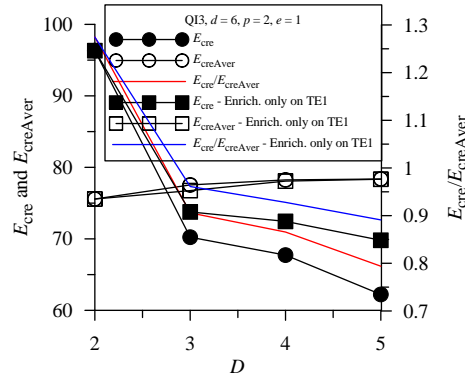 QI3, d=6, p = 2, e = 1
E_cre
E_creAver
E_cre/E_creAver
E_cre - Enrich. only on TE1
E_creAver - Enrich. only on TE1
E_cre/E_creAver - Enrich. only on TE1
100
90
80
70
60
E_cre and E_creAver
1.3
1.2
1.1
1
0.9
0.8
0.7
E_cre/E_creAver
2 3 4 5
D